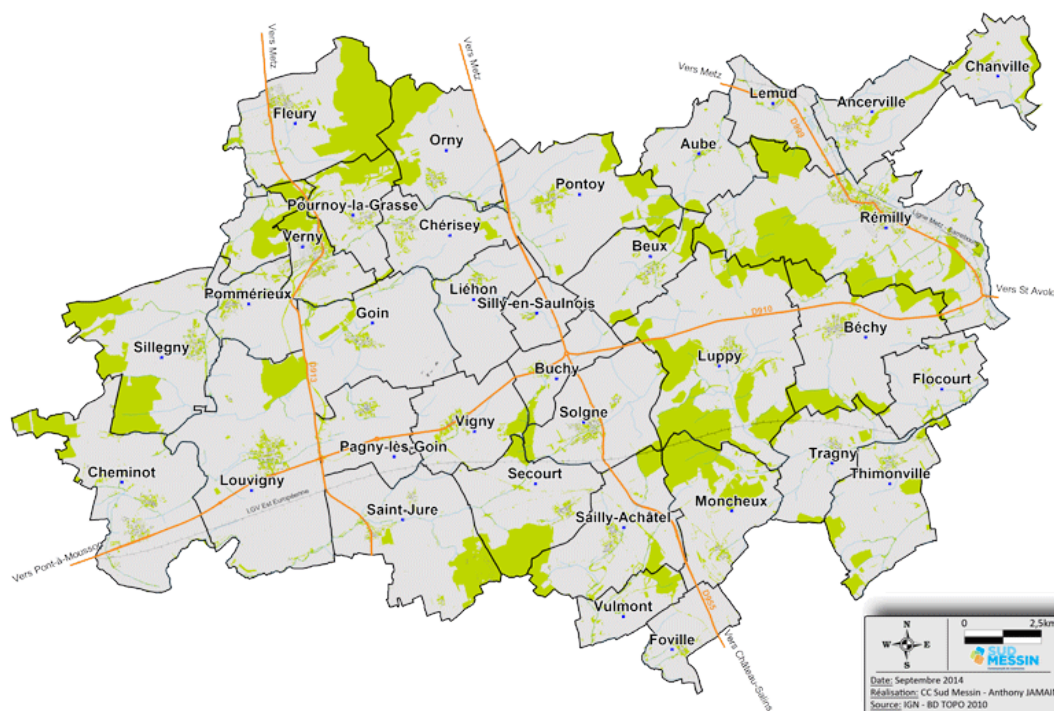 Vers Metz
Vers Metz
Chanville
Vers Metz
Lemud
Ancerville
Fleury
D999
Orny
Aube
Pontoy
Pournoy-la-Grasse
Rémilly
Chérisey
Ligne Metz - Sarrebourg
Verny
Beux
Liéhon
Vers St Avold
Pommérieux
Silly-en-Saulnois
Goin
D910
Béchy
Sillegny
Luppy
D913
Buchy
Flocourt
Solgne
Vigny
Pagny-lès-Goin
Tragny
Cheminot
Louvigny
Secourt
Thimonville
LGV Est Européenne
Moncheux
Saint-Jure
Sailly-Achâtel
Vers Pont-à-Mousson
D955
Vulmont
Foville
Vers Château-Salins
N
W E
S
0 2,5km
SUD
MESSIN
Date: Septembre 2014
Réalisation: CC Sud Messin - Anthony JAMAIN
Source: IGN - BD TOPO 2010